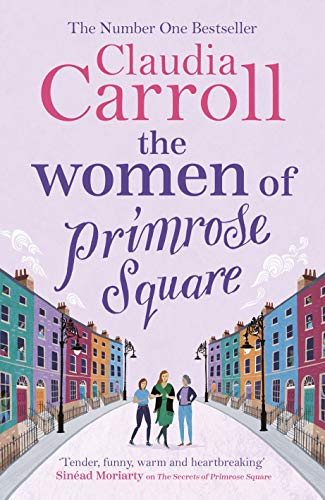 The Number One Bestseller
Claudia
Carroll
the
women of
Primrose
Square
‘Tender, funny, warm and heartbreaking’
Sinéad Moriarty on The Secrets of Primrose Square